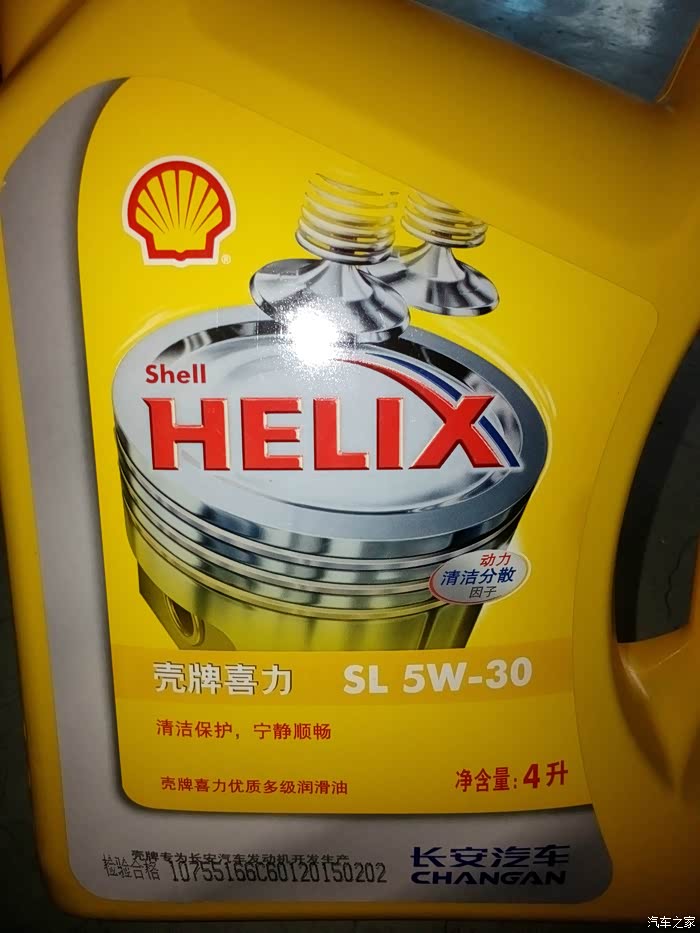 Shell
HELIX
动力
清洁分散
因子
壳牌喜力 SL 5W-30
清洁保护，宁静顺畅
壳牌喜力优质多级润滑油
净含量:4升
壳牌专为长安汽车发动机开发生产
检验合格 10755166C60120150202
长安汽车
CHANGAN
汽车之家